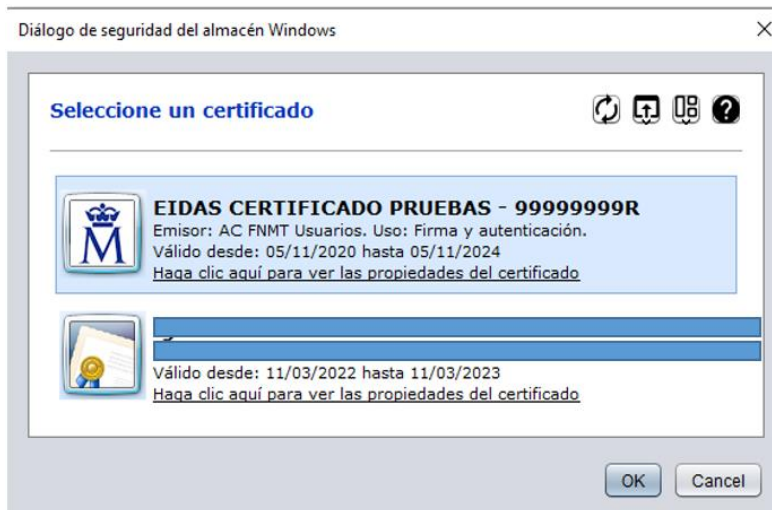 Diálogo de seguridad del almacén Windows
Seleccione un certificado
EIDAS CERTIFICADO PRUEBAS - 99999999R
Emisor: AC FNMT Usuarios. Uso: Firma y autenticación.
Válido desde: 05/11/2020 hasta 05/11/2024
Haga clic aquí para ver las propiedades del certificado
Válido desde: 11/03/2022 hasta 11/03/2023
Haga clic aquí para ver las propiedades del certificado
OK Cancel